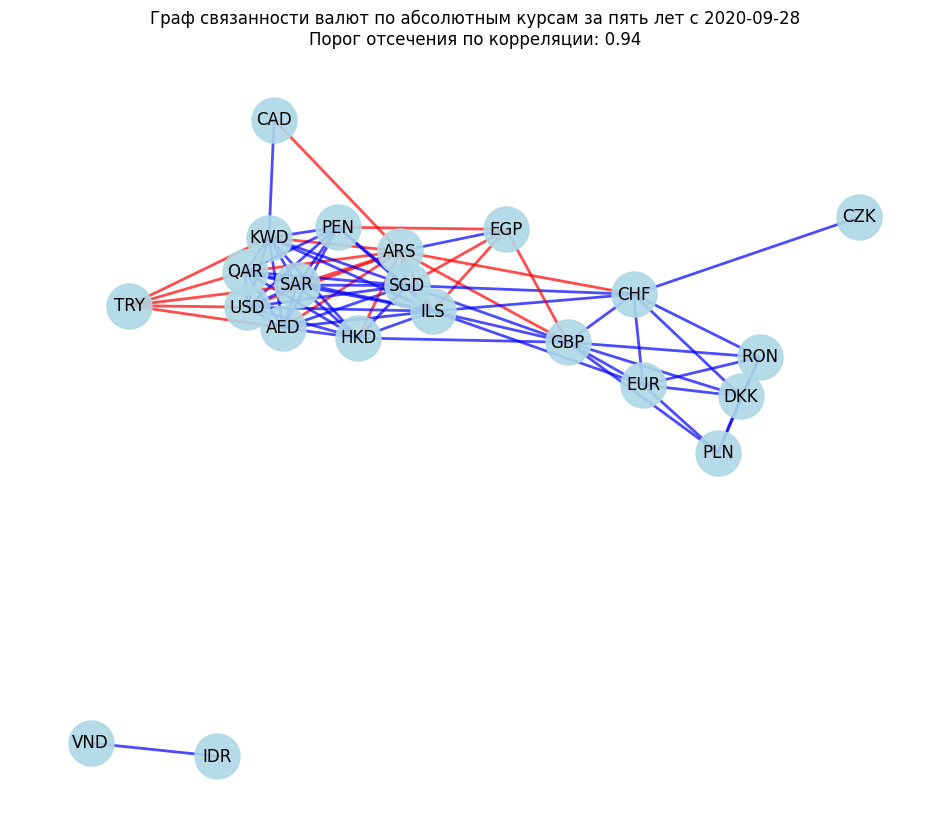 Граф связанности валют по абсолютным курсам за пять лет с 2020-09-28
Порог отсечения по корреляции: 0.94
CAD
CZK
PEN
EGP
KWD
ARS
QAR
SAR
SGD
CHF
TRY
USD
ILS
AED
HKD
GBP
RON
EUR
DKK
PLN
VND
IDR